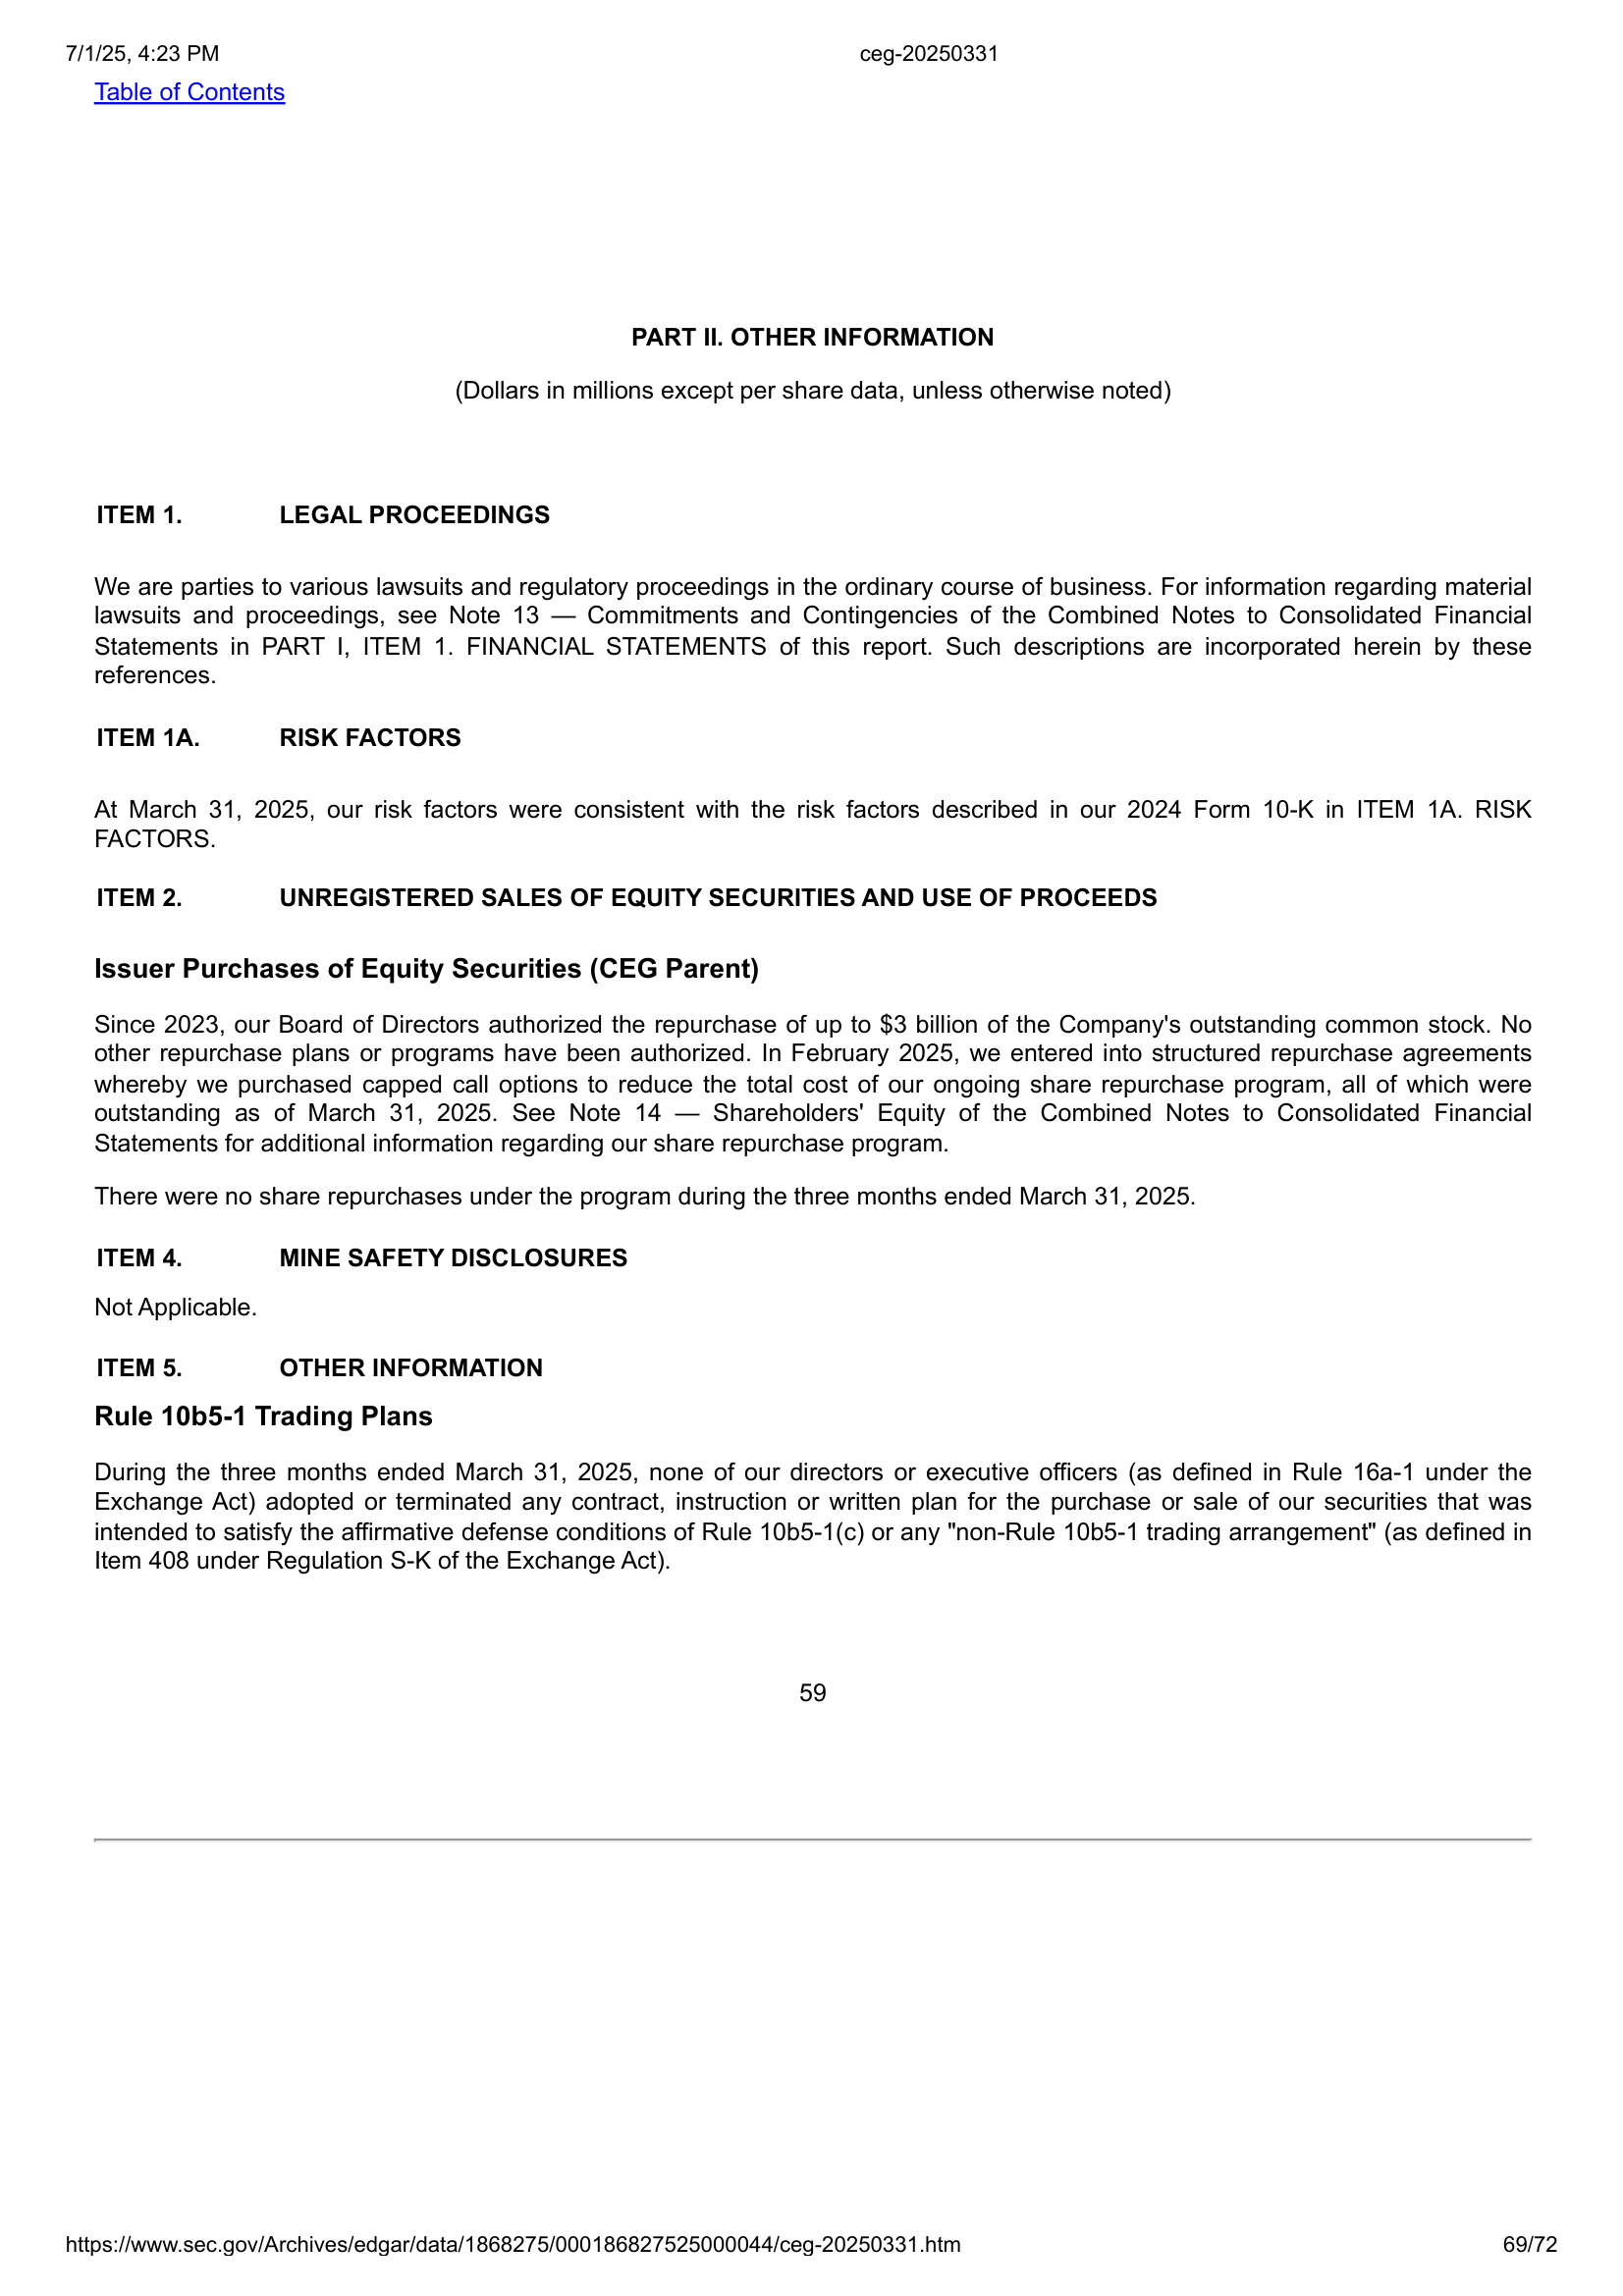 7/1/25, 4:23 PM ceg-20250331
Table of Contents
PART II. OTHER INFORMATION
(Dollars in millions except per share data, unless otherwise noted)
ITEM 1. LEGAL PROCEEDINGS
We are parties to various lawsuits and regulatory proceedings in the ordinary course of business. For information regarding material
lawsuits and proceedings, see Note 13 — Commitments and Contingencies of the Combined Notes to Consolidated Financial
Statements in PART I, ITEM 1. FINANCIAL STATEMENTS of this report. Such descriptions are incorporated herein by these
references.
ITEM 1A. RISK FACTORS
At March 31, 2025, our risk factors were consistent with the risk factors described in our 2024 Form 10-K in ITEM 1A. RISK
FACTORS.
ITEM 2. UNREGISTERED SALES OF EQUITY SECURITIES AND USE OF PROCEEDS
Issuer Purchases of Equity Securities (CEG Parent)
Since 2023, our Board of Directors authorized the repurchase of up to $3 billion of the Company's outstanding common stock. No
other repurchase plans or programs have been authorized. In February 2025, we entered into structured repurchase agreements
whereby we purchased capped call options to reduce the total cost of our ongoing share repurchase program, all of which were
outstanding as of March 31, 2025. See Note 14 — Shareholders' Equity of the Combined Notes to Consolidated Financial
Statements for additional information regarding our share repurchase program.
There were no share repurchases under the program during the three months ended March 31, 2025.
ITEM 4. MINE SAFETY DISCLOSURES
Not Applicable.
ITEM 5. OTHER INFORMATION
Rule 10b5-1 Trading Plans
During the three months ended March 31, 2025, none of our directors or executive officers (as defined in Rule 16a-1 under the
Exchange Act) adopted or terminated any contract, instruction or written plan for the purchase or sale of our securities that was
intended to satisfy the affirmative defense conditions of Rule 10b5-1(c) or any "non-Rule 10b5-1 trading arrangement" (as defined in
Item 408 under Regulation S-K of the Exchange Act).
59
https://www.sec.gov/Archives/edgar/data/1868275/000186827525000044/ceg-20250331.htm 69/72